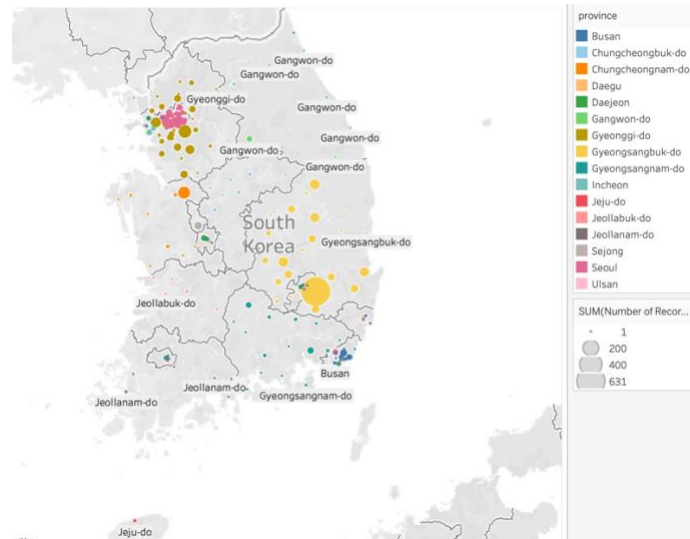 province
Busan
Chungcheongbuk-do
Chungcheongnam-do
Daegu
Daejeon
Gangwon-do
Gyeonggi-do
Gyeongsangbuk-do
Gyeongsangnam-do
Incheon
Jeju-do
Jeollabuk-do
Jeollanam-do
Sejong
Seoul
Ulsan
SUM(Number of Recor...
1
200
400
631
Gangwon-do
Gangwon-do
Gyeonggi-do
Gangwon-do
Gangwon-do
Gangwon-do
Gangwon-do
South
Korea
Gyeongsangbuk-do
Jeollabuk-do
Busan
Jeollanam-do
Jeollanam-do
Gyeongsangnam-do
Jeju-do